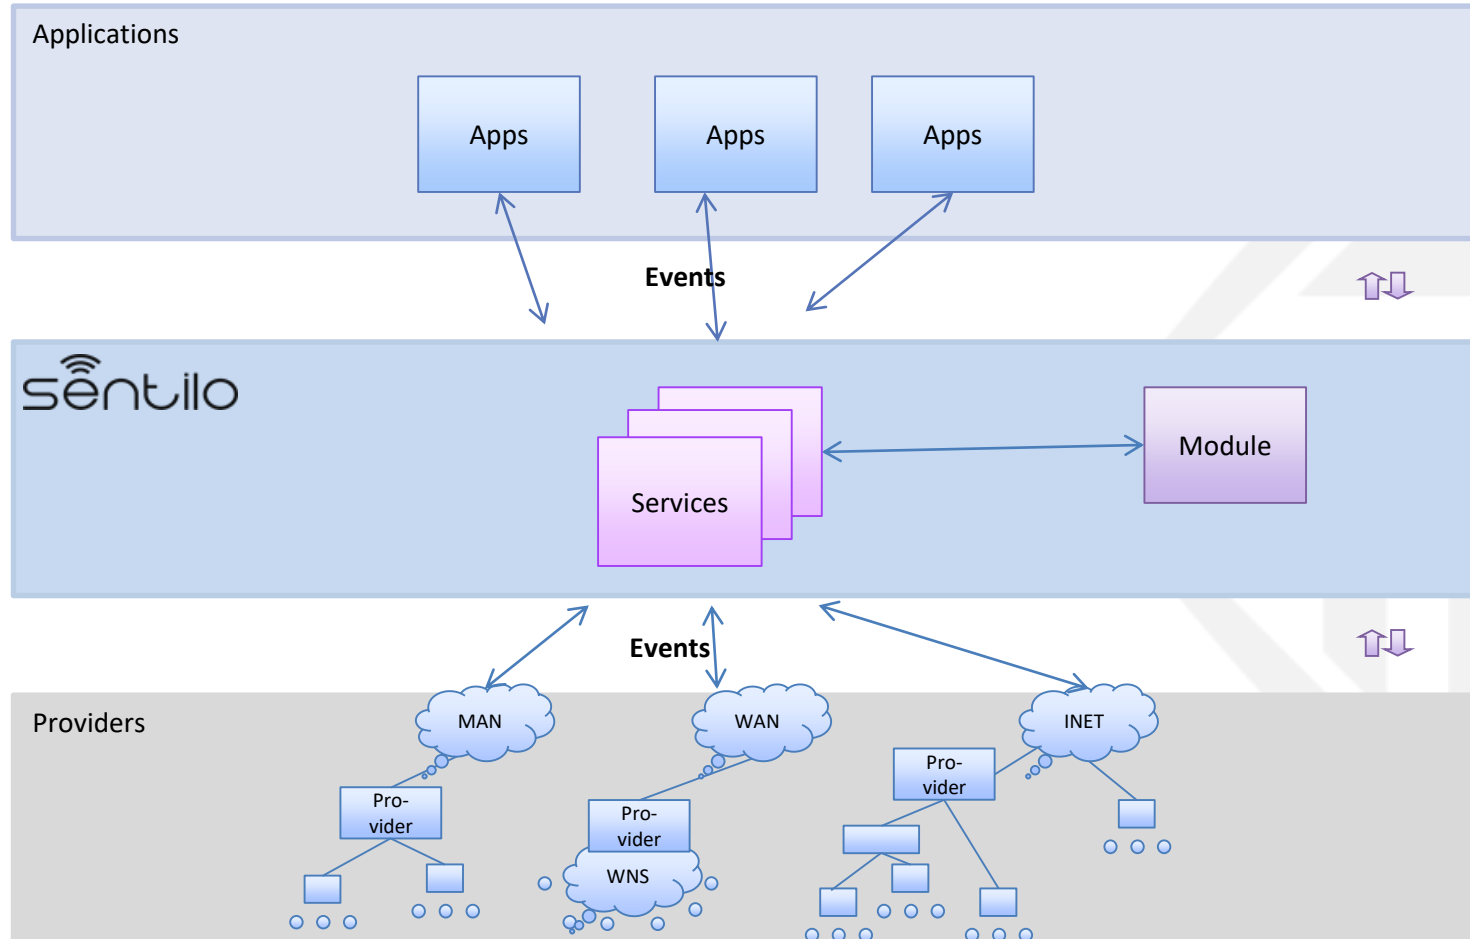 Applications
Apps
Apps
Apps
Events
sentilo
Module
Services
Events
Providers
MAN
WAN
INET
Pro-
vider
Pro-
vider
Pro-
vider
WNS